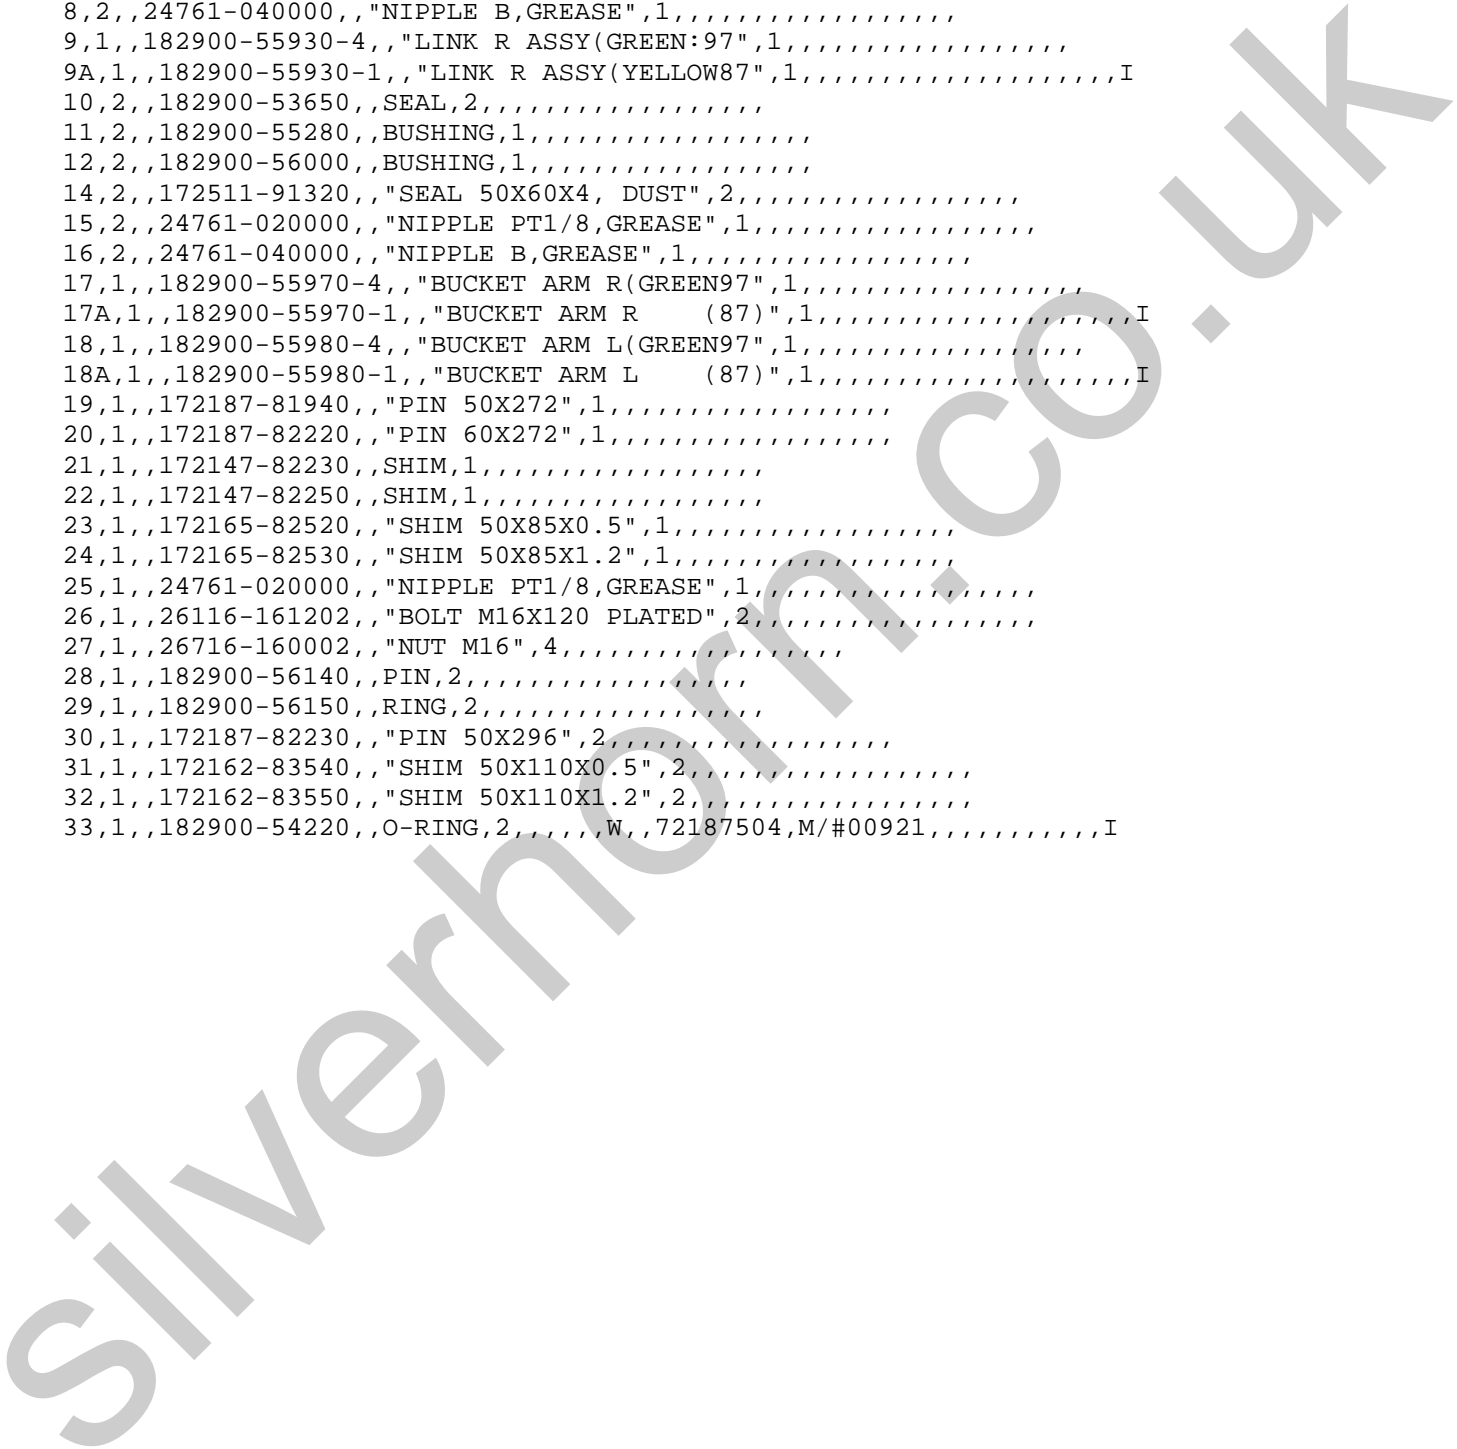 8,2,,24761-040000,,"NIPPLE B,GREASE",1,,,,,,,,,,,,,,,,,,
9,1,,182900-55930-4,,"LINK R ASSY(GREEN:97",1,,,,,,,,,,,,,,,,,,
9A,1,,182900-55930-1,,"LINK R ASSY(YELLOW87",1,,,,,,,,,,,,,,,,,,,,I
10,2,,182900-53650,,SEAL,2,,,,,,,,,,,,,,,,,,
11,2,,182900-55280,,BUSHING,1,,,,,,,,,,,,,,,,,,
12,2,,182900-56000,,BUSHING,1,,,,,,,,,,,,,,,,,,
14,2,,172511-91320,,"SEAL 50X60X4, DUST",2,,,,,,,,,,,,,,,,,,
15,2,,24761-020000,,"NIPPLE PT1/8,GREASE",1,,,,,,,,,,,,,,,,,,
16,2,,24761-040000,,"NIPPLE B,GREASE",1,,,,,,,,,,,,,,,,,,
17,1,,182900-55970-4,,"BUCKET ARM R(GREEN97",1,,,,,,,,,,,,,,,,,,
17A,1,,182900-55970-1,,"BUCKET ARM R    (87)",1,,,,,,,,,,,,,,,,,,,,I
18,1,,182900-55980-4,,"BUCKET ARM L(GREEN97",1,,,,,,,,,,,,,,,,,,
18A,1,,182900-55980-1,,"BUCKET ARM L    (87)",1,,,,,,,,,,,,,,,,,,,,I
19,1,,172187-81940,,"PIN 50X272",1,,,,,,,,,,,,,,,,,,
20,1,,172187-82220,,"PIN 60X272",1,,,,,,,,,,,,,,,,,,
21,1,,172147-82230,,SHIM,1,,,,,,,,,,,,,,,,,,
22,1,,172147-82250,,SHIM,1,,,,,,,,,,,,,,,,,,
23,1,,172165-82520,,"SHIM 50X85X0.5",1,,,,,,,,,,,,,,,,,,
24,1,,172165-82530,,"SHIM 50X85X1.2",1,,,,,,,,,,,,,,,,,,
25,1,,24761-020000,,"NIPPLE PT1/8,GREASE",1,,,,,,,,,,,,,,,,,,
26,1,,26116-161202,,"BOLT M16X120 PLATED",2,,,,,,,,,,,,,,,,,,
27,1,,26716-160002,,"NUT M16",4,,,,,,,,,,,,,,,,,,
28,1,,182900-56140,,PIN,2,,,,,,,,,,,,,,,,,,
29,1,,182900-56150,,RING,2,,,,,,,,,,,,,,,,,,
30,1,,172187-82230,,"PIN 50X296",2,,,,,,,,,,,,,,,,,,
31,1,,172162-83540,,"SHIM 50X110X0.5",2,,,,,,,,,,,,,,,,,,
32,1,,172162-83550,,"SHIM 50X110X1.2",2,,,,,,,,,,,,,,,,,,
33,1,,182900-54220,,O-RING,2,,,,,,W,,72187504,M/#00921,,,,,,,,,,,I
silverhorn.co.uk